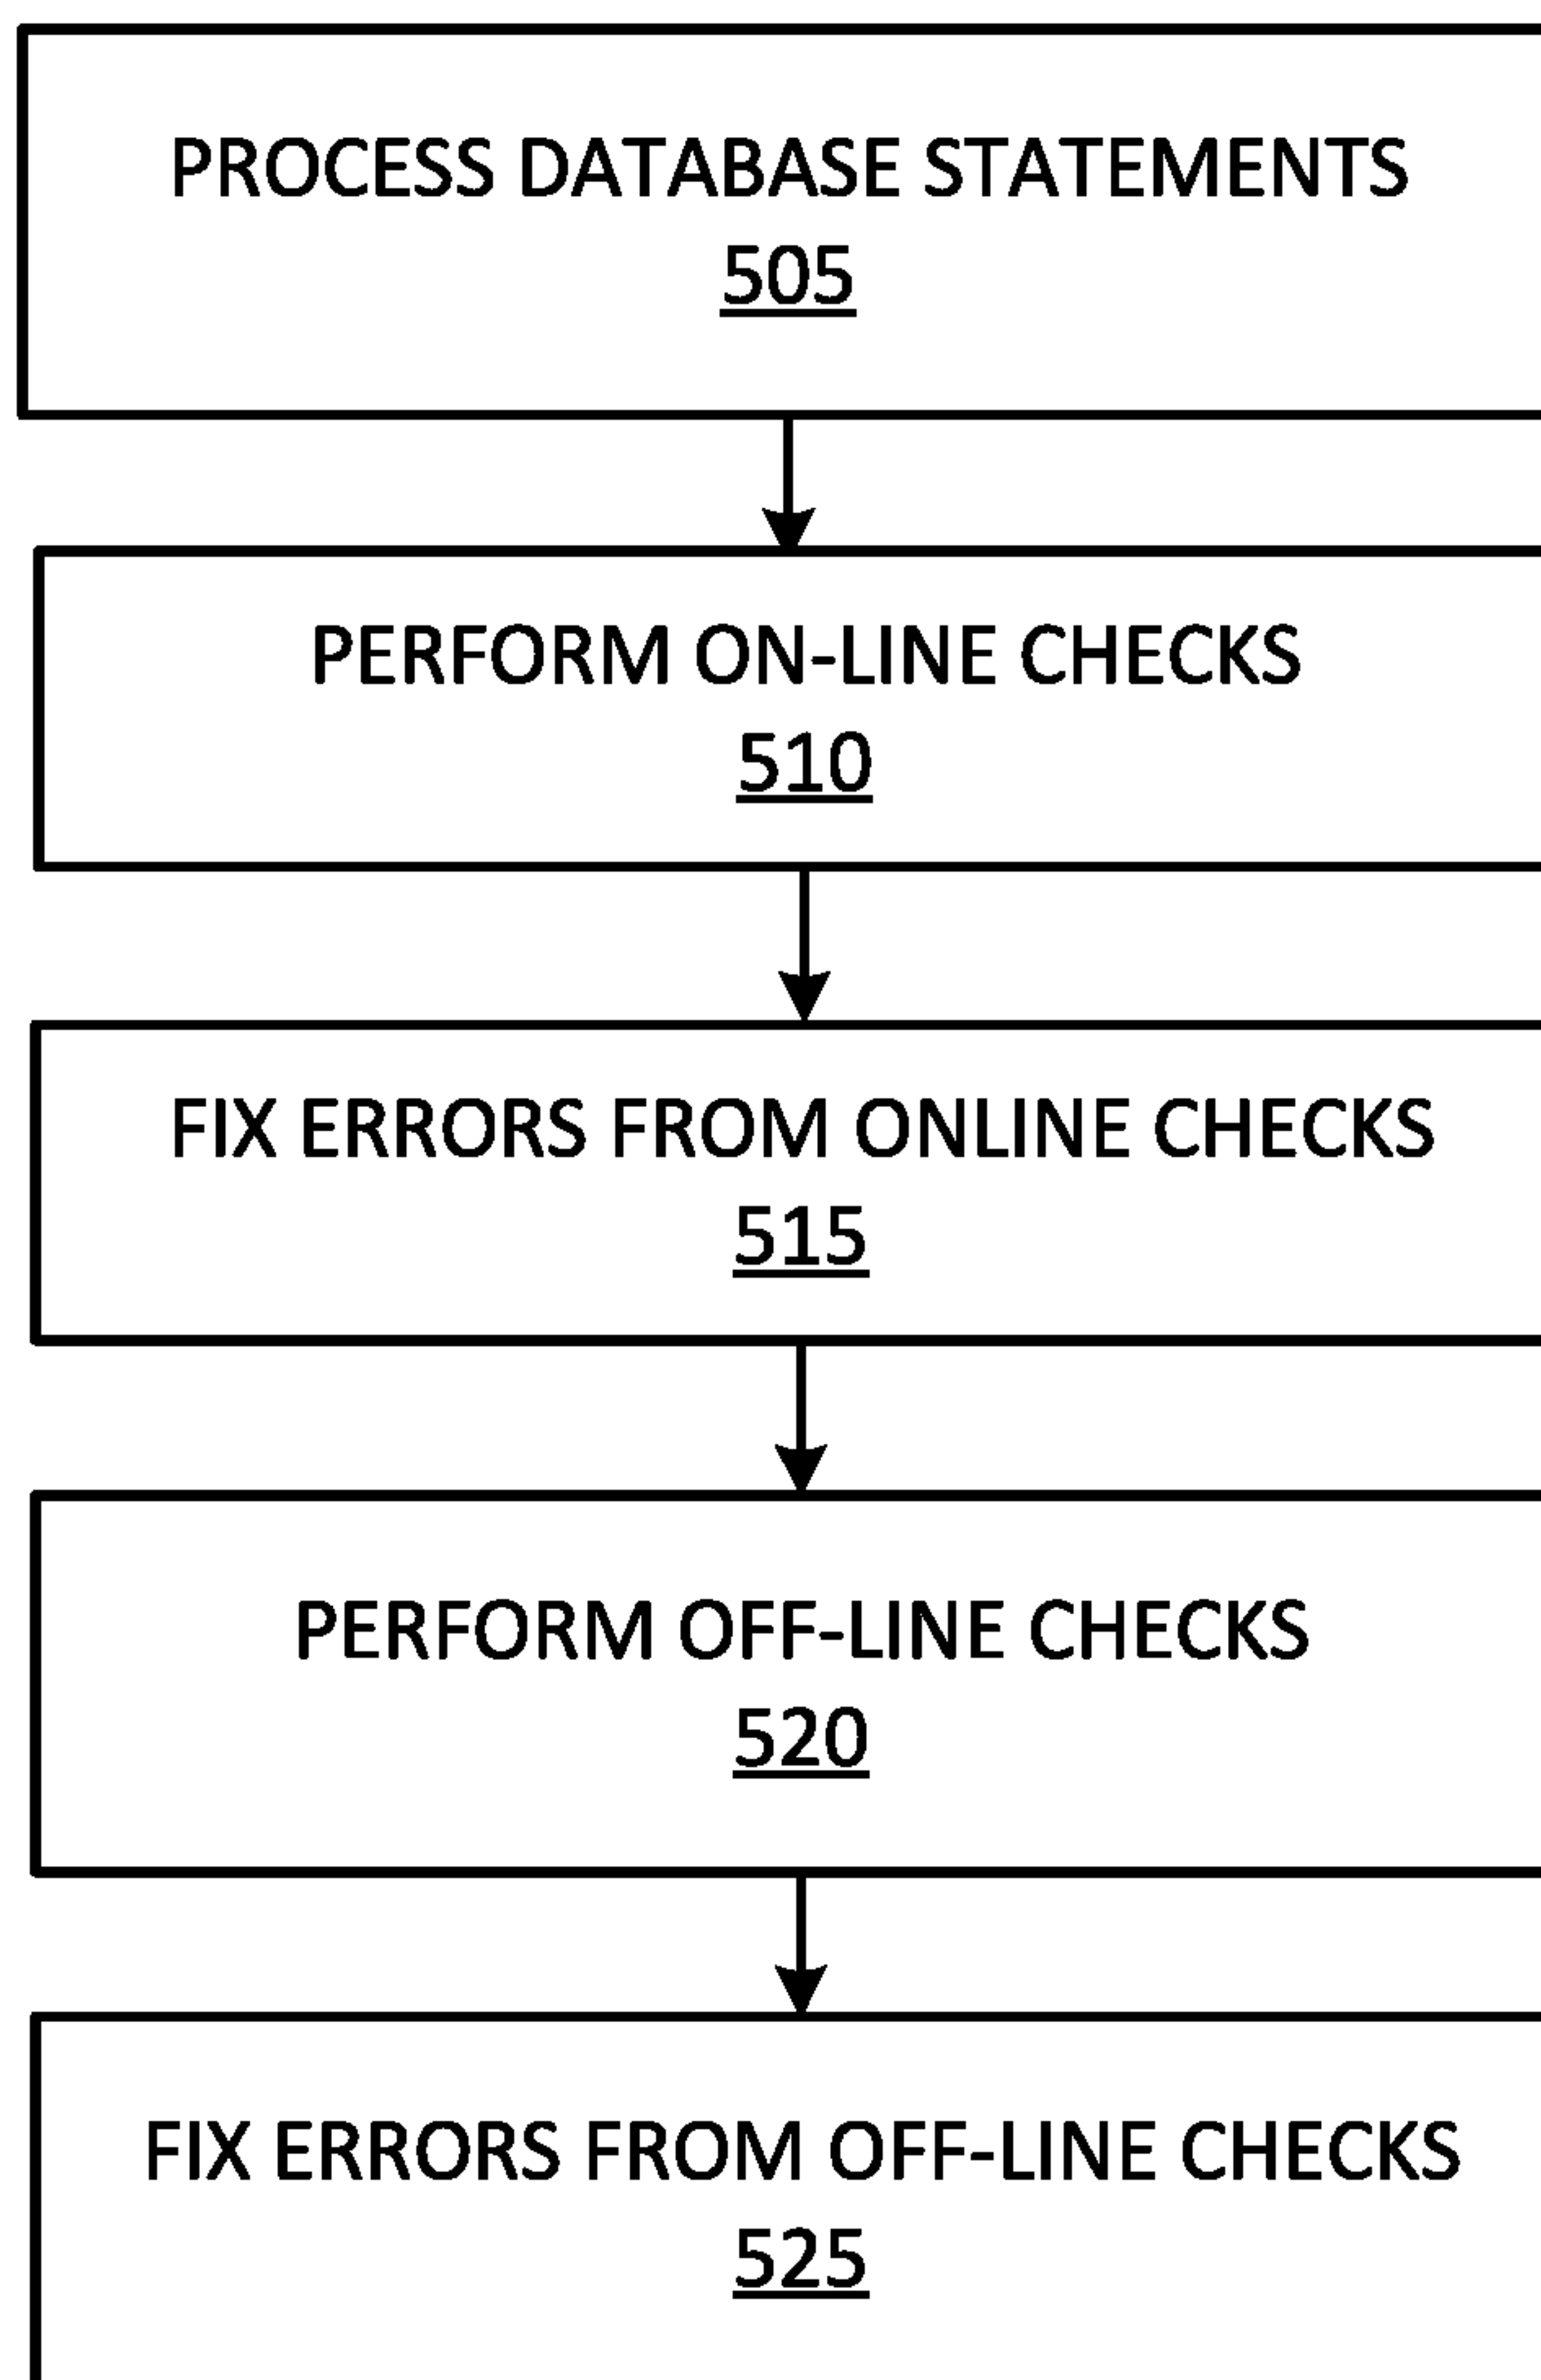 PROCESS DATABASE STATEMENTS
505
PERFORM ON-LINE CHECKS
510
FIX ERRORS FROM ONLINE CHECKS
515
PERFORM OFF-LINE CHECKS
520
FIX ERRORS FROM OFF-LINE CHECKS
525